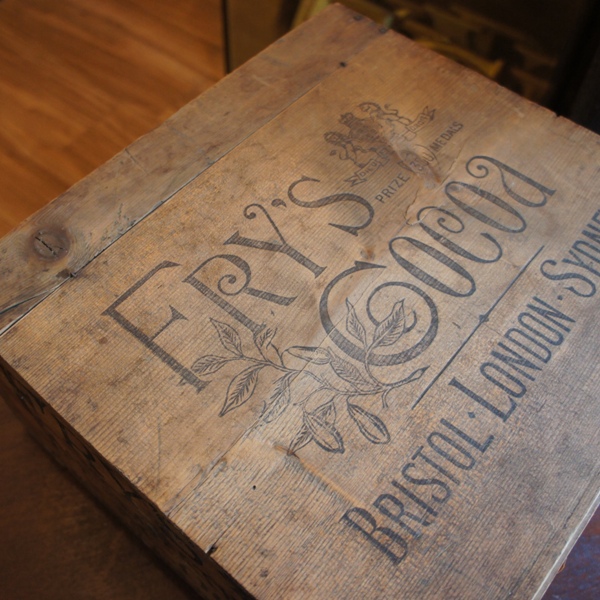 PRIZE MEDALS
FRY'S
COCOA
BRISTOL · LONDON · SYDNEY